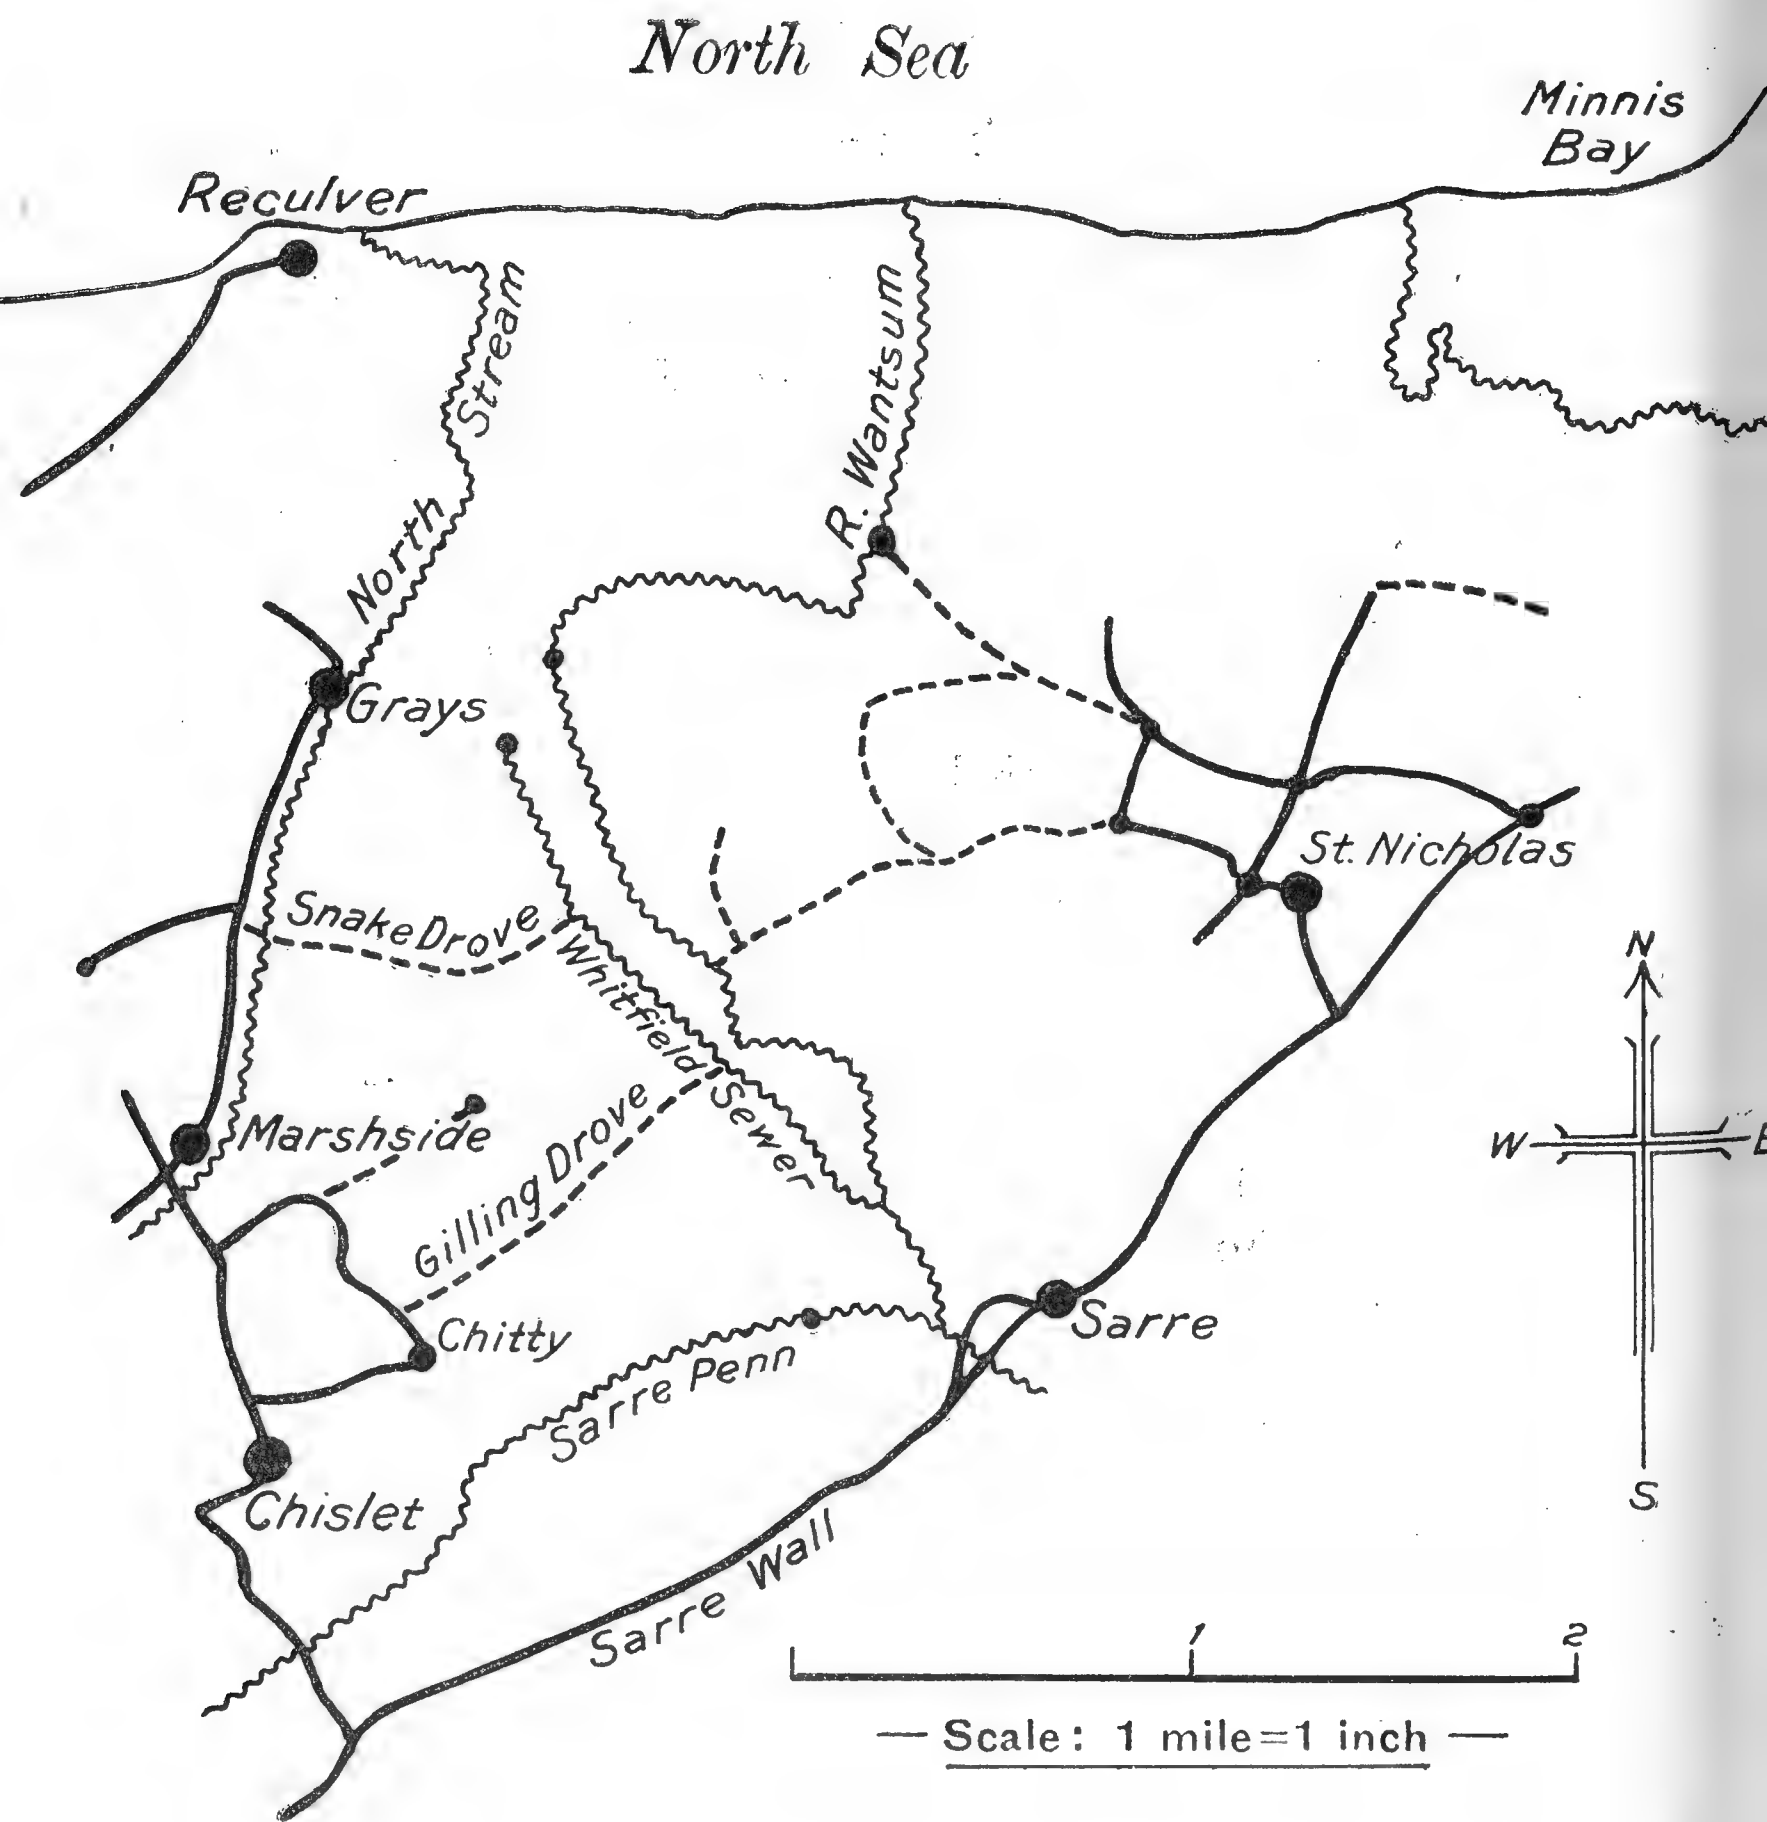 North Sea
Minnis
Bay
Reculver
North Stream
R. Wantsum
Grays
St. Nicholas
Snake Drove
Whitfield Sewer
Marshside
Gilling Drove
Chitty
Sarre
Sarre Penn
Chislet
Sarre Wall
N
W
E
S
1
2
— Scale: 1 mile=1 inch —